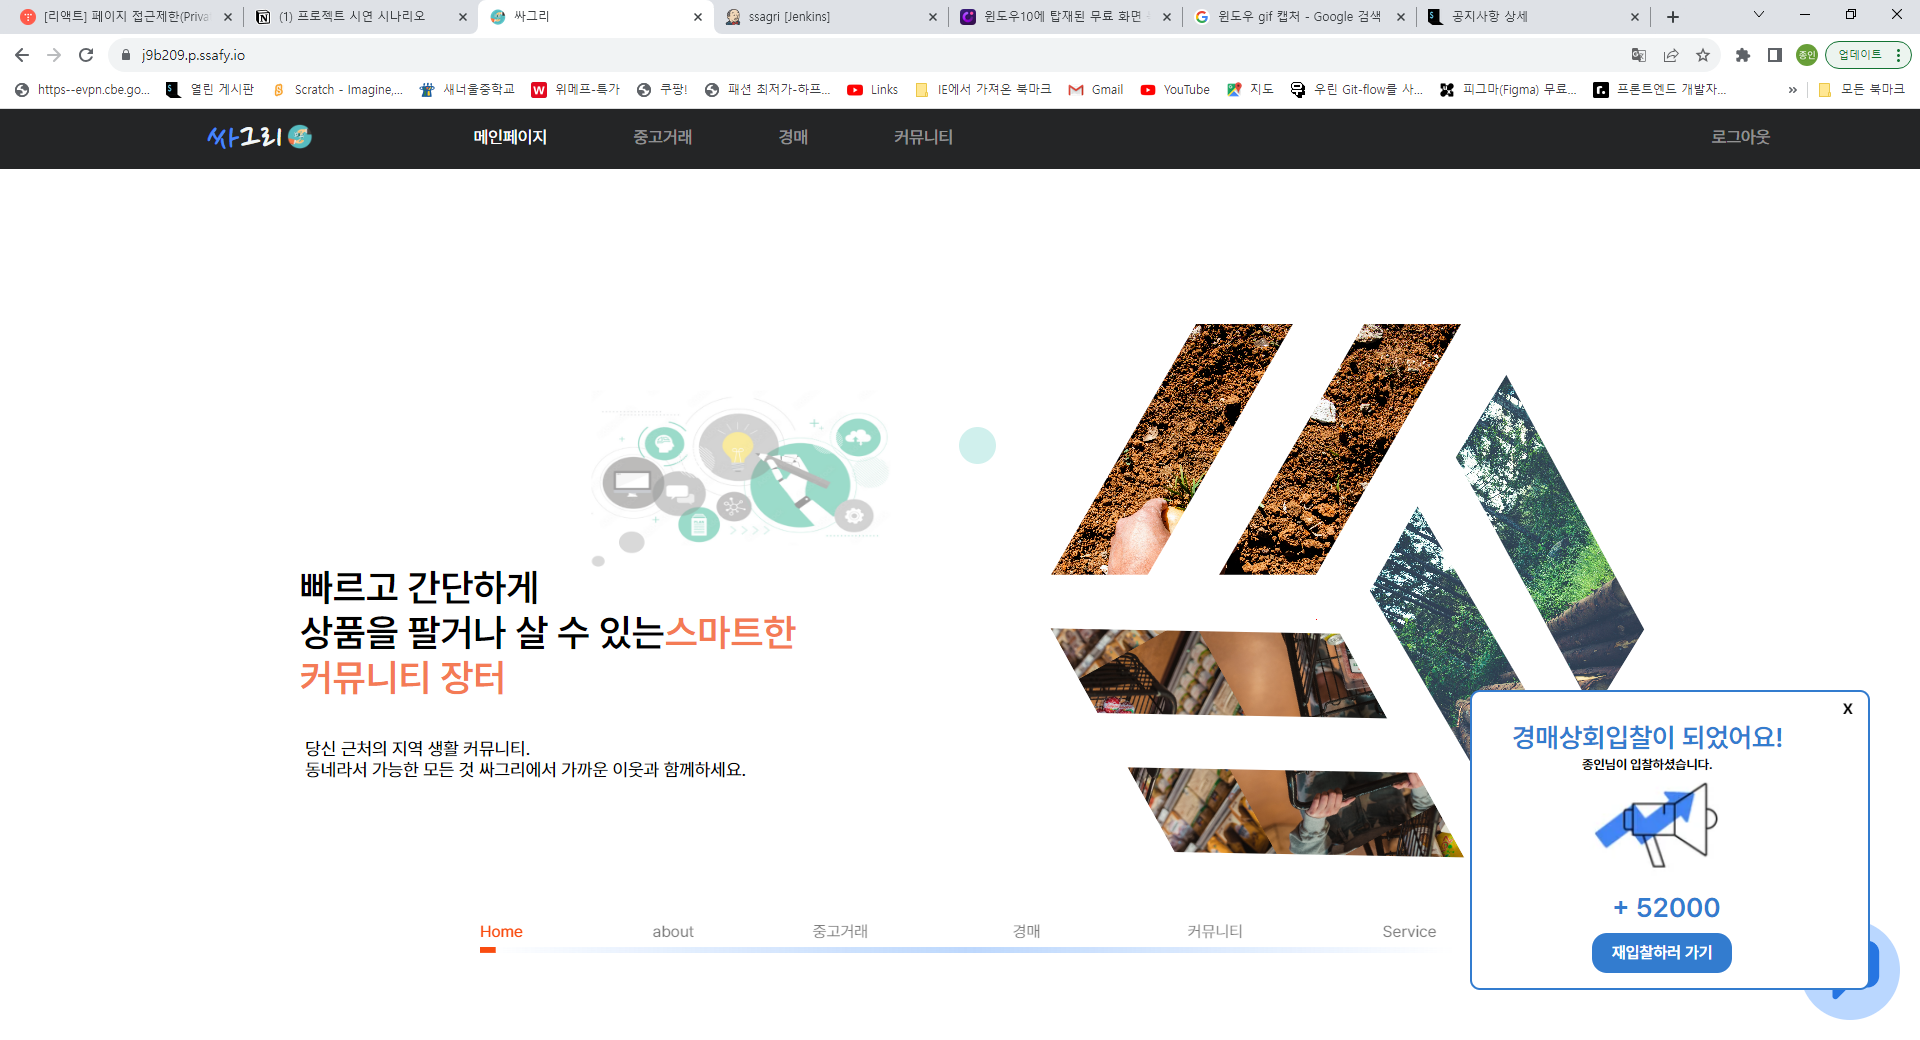 [리액트] 페이지 접근제한(Priva
(1) 프로젝트 시연 시나리오
싸그리
ssagri [Jenkins]
윈도우10에 탑재된 무료 화면
윈도우 gif 캡처 - Google 검색
공지사항 상세
j9b209.p.ssafy.io
종인
업데이트
https--evpn.cbe.go...
열린 게시판
Scratch - Imagine,...
새너울중학교
위메프-특가
쿠팡!
패션 최저가-하프...
Links
IE에서 가져온 북마크
Gmail
YouTube
지도
우린 Git-flow를 사...
피그마(Figma) 무료...
프론트엔드 개발자...
»
모든 북마크
싸그리
메인페이지
중고거래
경매
커뮤니티
로그아웃
빠르고 간단하게
상품을 팔거나 살 수 있는스마트한
커뮤니티 장터
당신 근처의 지역 생활 커뮤니티.
동네라서 가능한 모든 것 싸그리에서 가까운 이웃과 함께하세요.
X
경매상회입찰이 되었어요!
종인님이 입찰하셨습니다.
+ 52000
재입찰하러 가기
Home
about
중고거래
경매
커뮤니티
Service